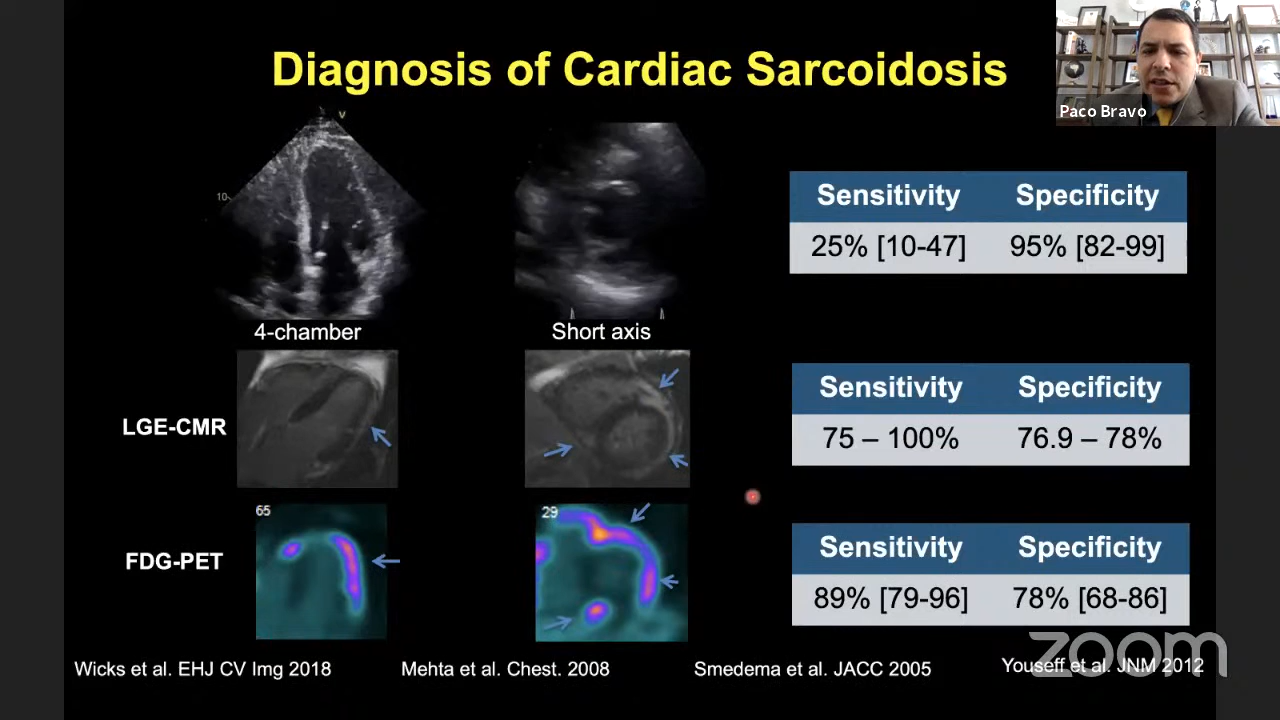 Diagnosis of Cardiac Sarcoidosis
Paco Bravo
V
10
4-chamber
Short axis
Sensitivity Specificity
25% [10-47] 95% [82-99]
LGE-CMR
Sensitivity Specificity
75 – 100% 76.9 – 78%
65
29
FDG-PET
Sensitivity Specificity
89% [79-96] 78% [68-86]
zoom
Wicks et al. EHJ CV Img 2018
Mehta et al. Chest. 2008
Smedema et al. JACC 2005
Youseff et al. JNM 2012